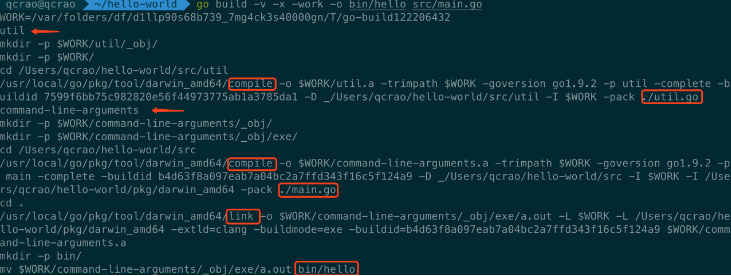 qcrao@qcrao ~/hello-world go build -v -x -work -o bin/hello src/main.go
WORK=/var/folders/df/d1llp90s68b739_7mg4ck3s40000gn/T/go-build122206432
util
mkdir -p $WORK/util/_obj/
mkdir -p $WORK/
cd /Users/qcrao/hello-world/src/util
/usr/local/go/pkg/tool/darwin_amd64/compile -o $WORK/util.a -trimpath $WORK -goversion go1.9.2 -p util -complete -b
uildid 7599f6bb75c982820e56f44973775ab1a3785da1 -D _/Users/qcrao/hello-world/src/util -I $WORK -pack ./util.go
command-line-arguments
mkdir -p $WORK/command-line-arguments/_obj/
mkdir -p $WORK/command-line-arguments/_obj/exe/
cd /Users/qcrao/hello-world/src
/usr/local/go/pkg/tool/darwin_amd64/compile -o $WORK/command-line-arguments.a -trimpath $WORK -goversion go1.9.2 -p
main -complete -buildid b4d63f8a097eab7a04bc2a7ffd343f16c5f124a9 -D _/Users/qcrao/hello-world/src -I $WORK -I /Us
ers/qcrao/hello-world/pkg/darwin_amd64 -pack ./main.go
cd .
/usr/local/go/pkg/tool/darwin_amd64/link -o $WORK/command-line-arguments/_obj/exe/a.out -L $WORK -L /Users/qcrao/he
llo-world/pkg/darwin_amd64 -extld=clang -buildmode=exe -buildid=b4d63f8a097eab7a04bc2a7ffd343f16c5f124a9 $WORK/comm
and-line-arguments.a
mkdir -p bin/
mv $WORK/command-line-arguments/_obj/exe/a.out bin/hello